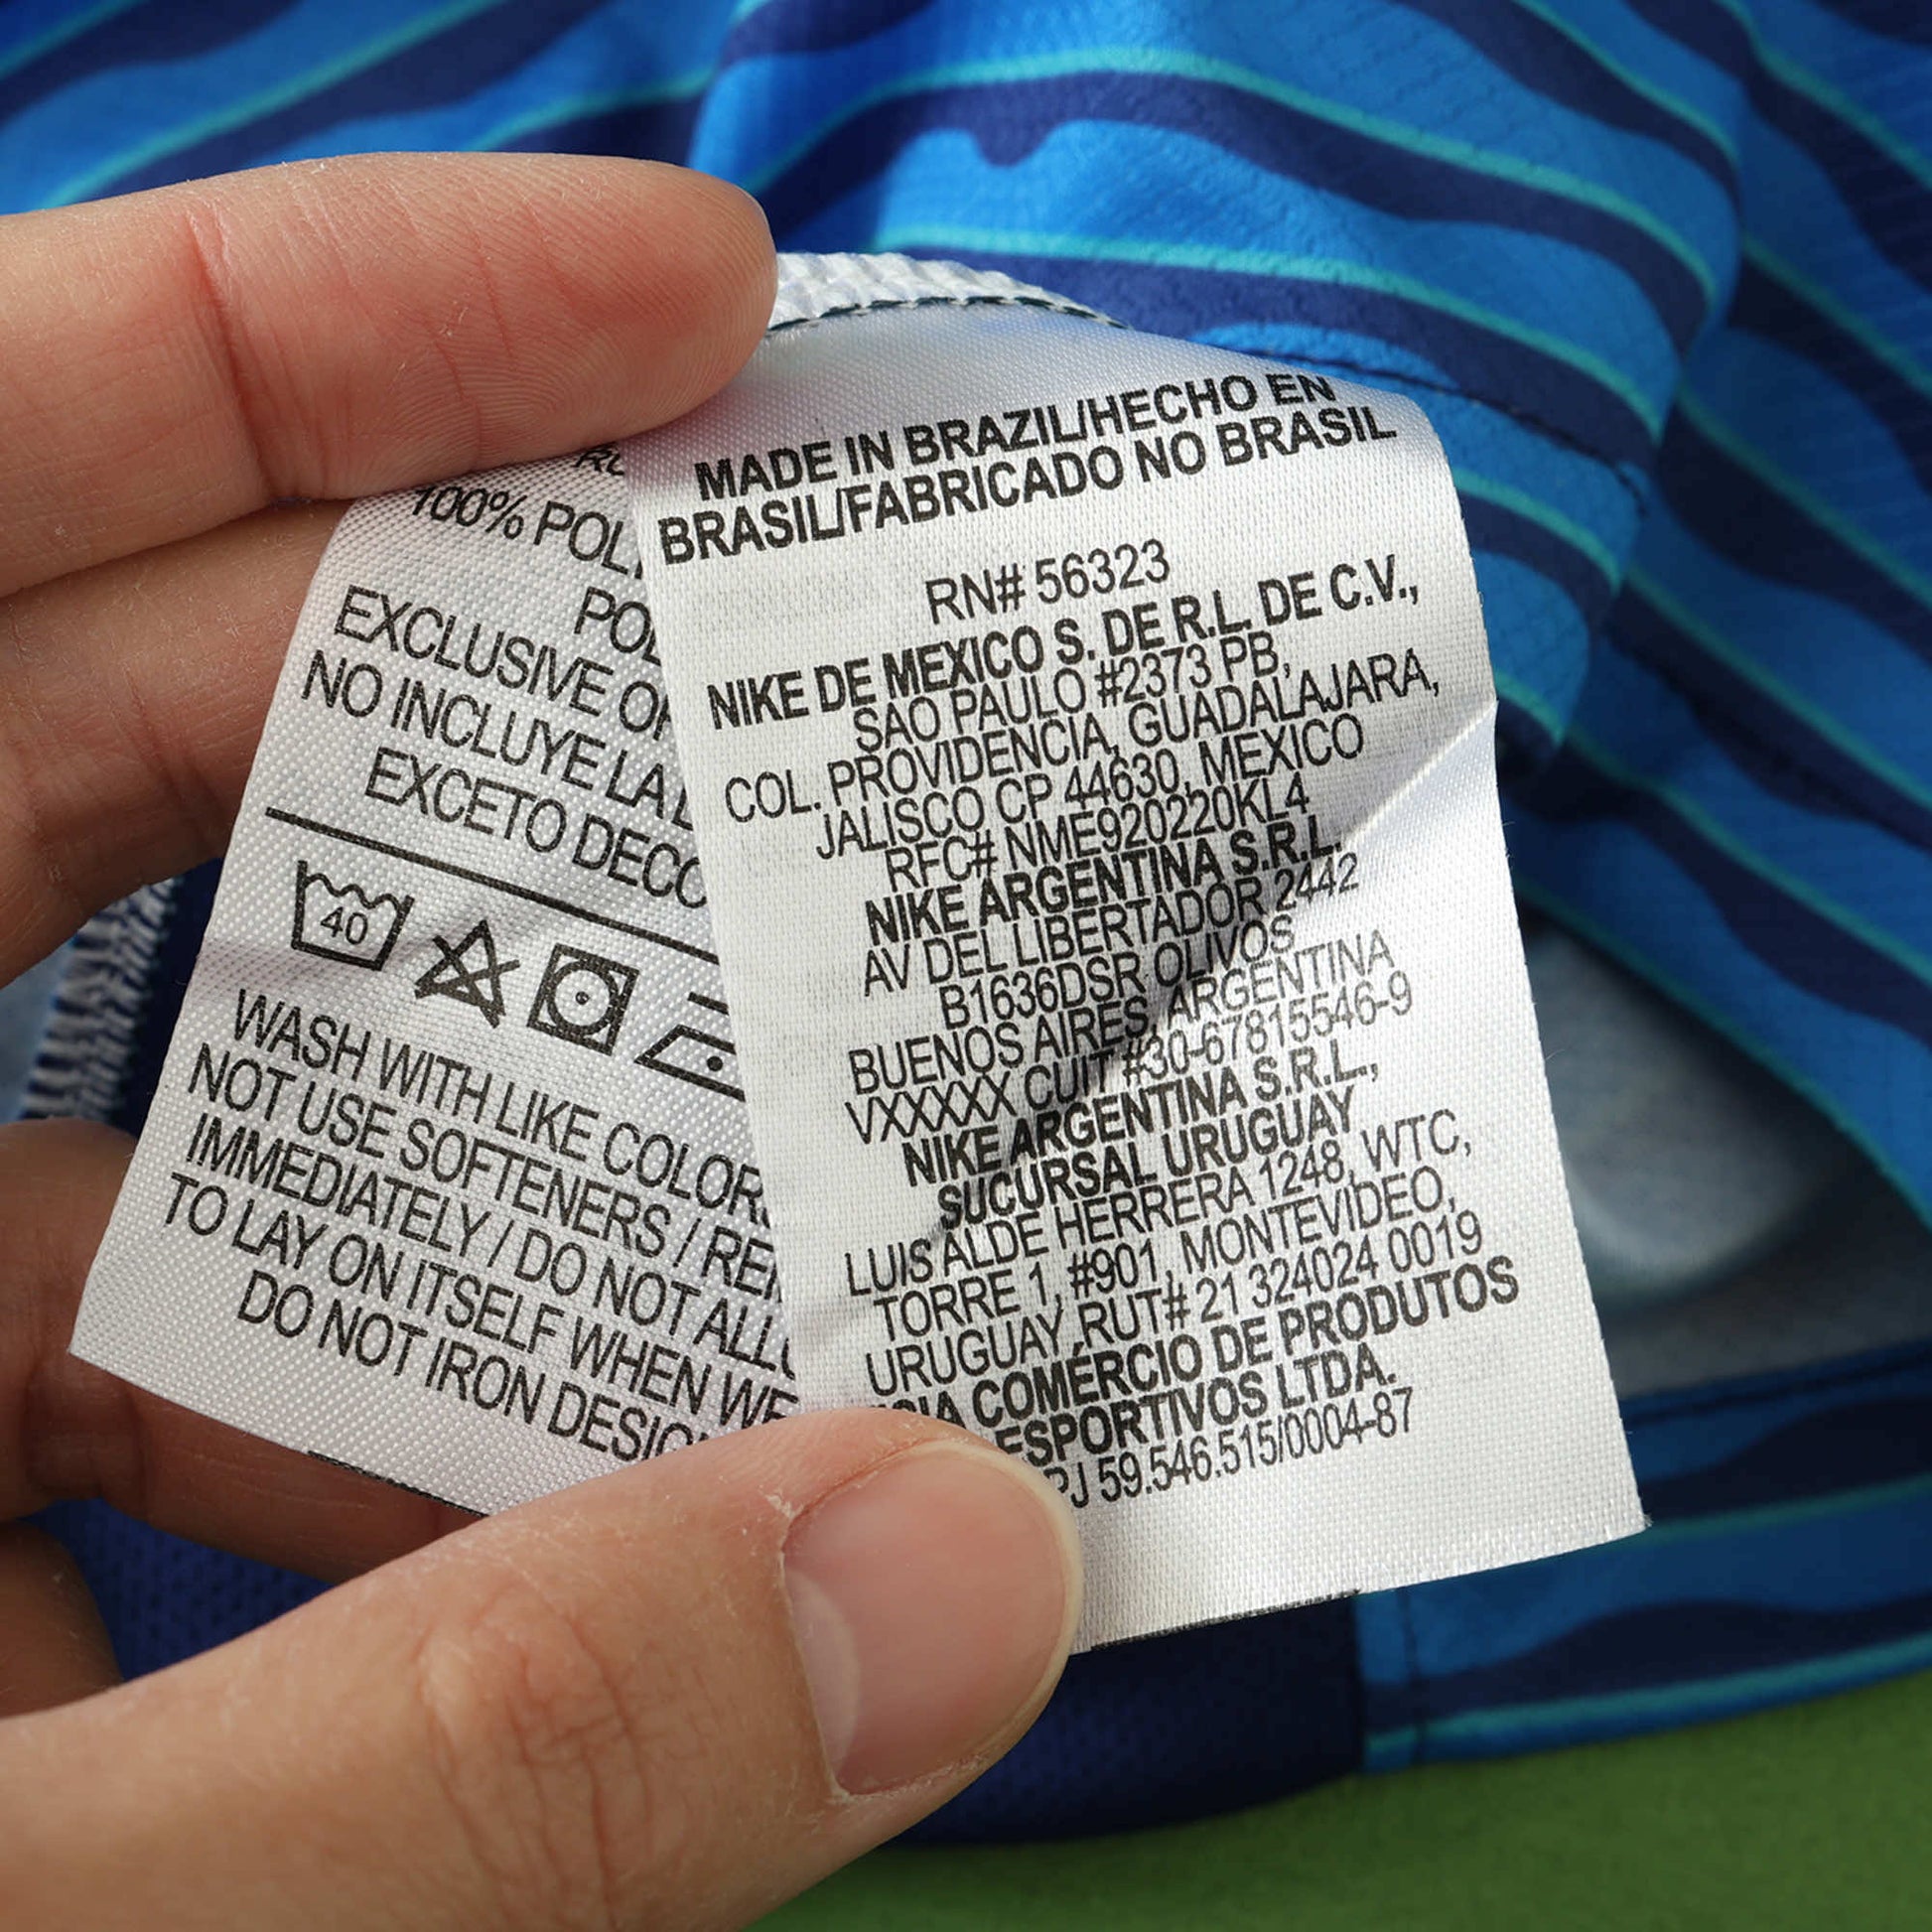 100% POL
POL
EXCLUSIVE OF
NO INCLUYE LA
EXCETO DECO
40
WASH WITH LIKE COLOR
NOT USE SOFTENERS / RE
IMMEDIATELY / DO NOT ALL
TO LAY ON ITSELF WHEN WE
DO NOT IRON DESIG
MADE IN BRAZIL/HECHO EN
BRASIL/FABRICADO NO BRASIL
RN# 56323
NIKE DE MEXICO S. DE R.L. DE C.V.,
SAO PAULO #2373 PB,
COL. PROVIDENCIA, GUADALAJARA,
JALISCO CP 44630, MEXICO
RFC# NME920220KL4
NIKE ARGENTINA S.R.L.
AV DEL LIBERTADOR 2442
B1636DSR OLIVOS
BUENOS AIRES, ARGENTINA
VXXXXX CUIT #30-67815546-9
NIKE ARGENTINA S.R.L.,
SUCURSAL URUGUAY
LUIS ALDE HERRERA 1248, WTC,
TORRE 1, #901, MONTEVIDEO,
URUGUAY, RUT# 21 324024 0019
COMÉRCIO DE PRODUTOS
ESPORTIVOS LTDA.
PJ 59.546.515/0004-87